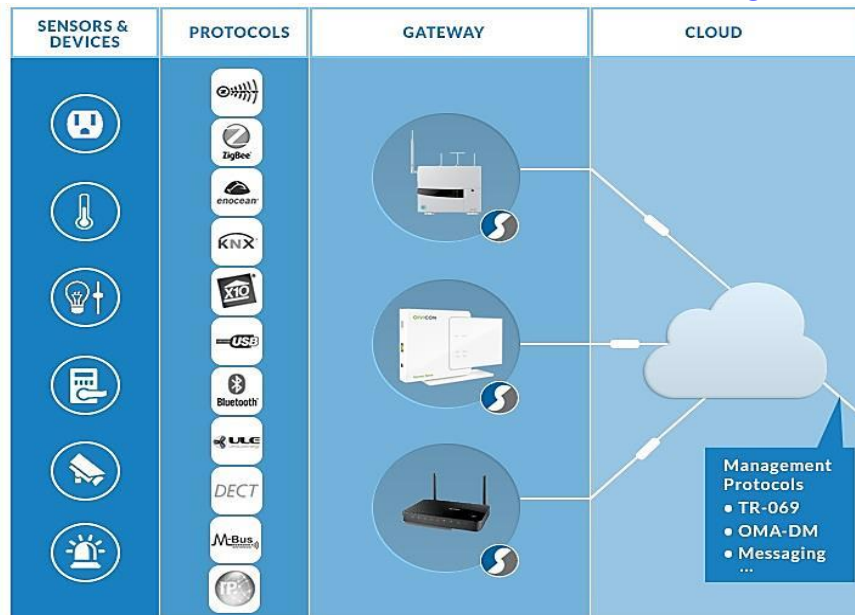 SENSORS &
DEVICES
PROTOCOLS
GATEWAY
CLOUD
ZigBee
enocean
KNX
X10
USB
Bluetooth
ULE
DECT
M-Bus
IP
Management
Protocols
• TR-069
• OMA-DM
• Messaging
...